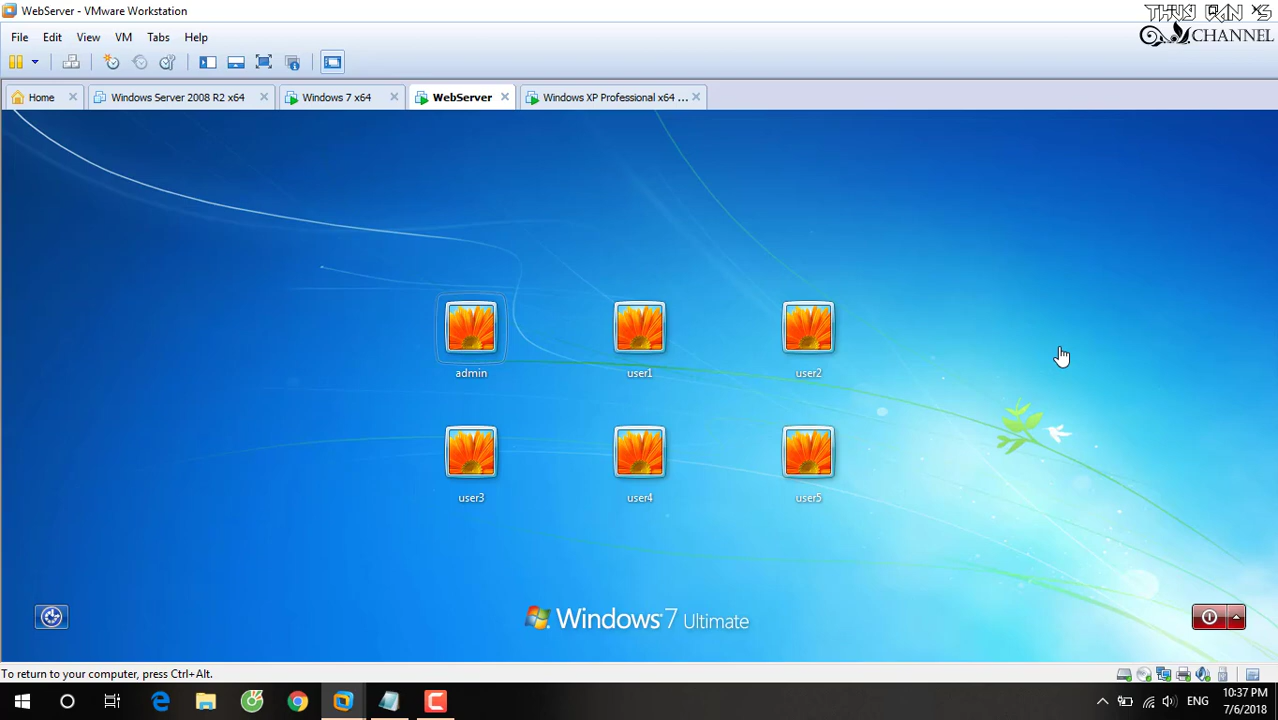 WebServer - VMware Workstation
THUY VAN'S
CHANNEL
File Edit View VM Tabs Help
Home Windows Server 2008 R2 x64 Windows 7 x64 WebServer Windows XP Professional x64 ...
admin user1 user2
user3 user4 user5
Windows 7 Ultimate
To return to your computer, press Ctrl+Alt.
ENG
10:37 PM
7/6/2018